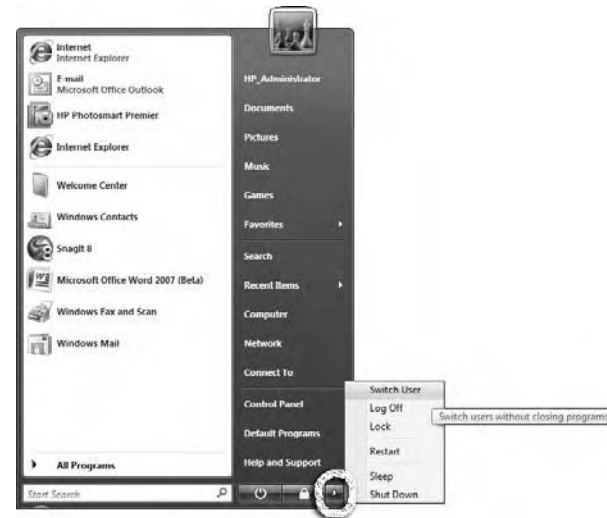 Internet
Internet Explorer
E-mail
Microsoft Office Outlook
HP Photosmart Premier
Internet Explorer
Welcome Center
Windows Contacts
SnagIt 8
Microsoft Office Word 2007 (Beta)
Windows Fax and Scan
Windows Mail
All Programs
Start Search
HP_Administrator
Documents
Pictures
Music
Games
Favorites
Search
Recent Items
Computer
Network
Connect To
Control Panel
Default Programs
Help and Support
Switch User
Log Off
Lock
Restart
Sleep
Shut Down
Switch users without closing programs